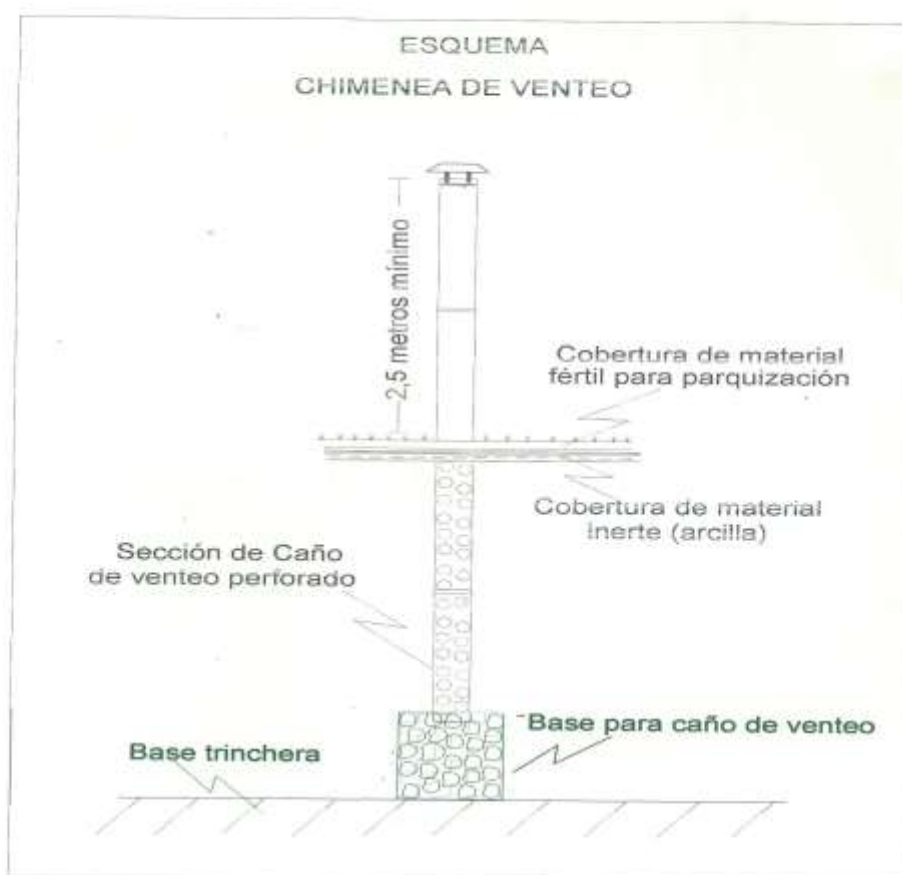 ESQUEMA
CHIMENEA DE VENTEO
2,5 metros mínimo
Cobertura de material
fértil para parquización
Cobertura de material
Inerte (arcilla)
Sección de Caño
de venteo perforado
Base para caño de venteo
Base trinchera